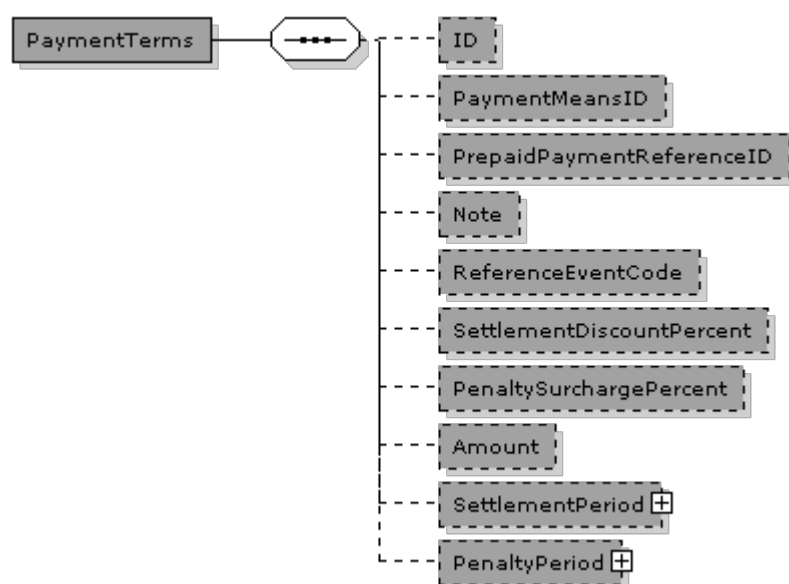 PaymentTerms
ID
PaymentMeansID
PrepaidPaymentReferenceID
Note
ReferenceEventCode
SettlementDiscountPercent
PenaltySurchargePercent
Amount
SettlementPeriod
PenaltyPeriod